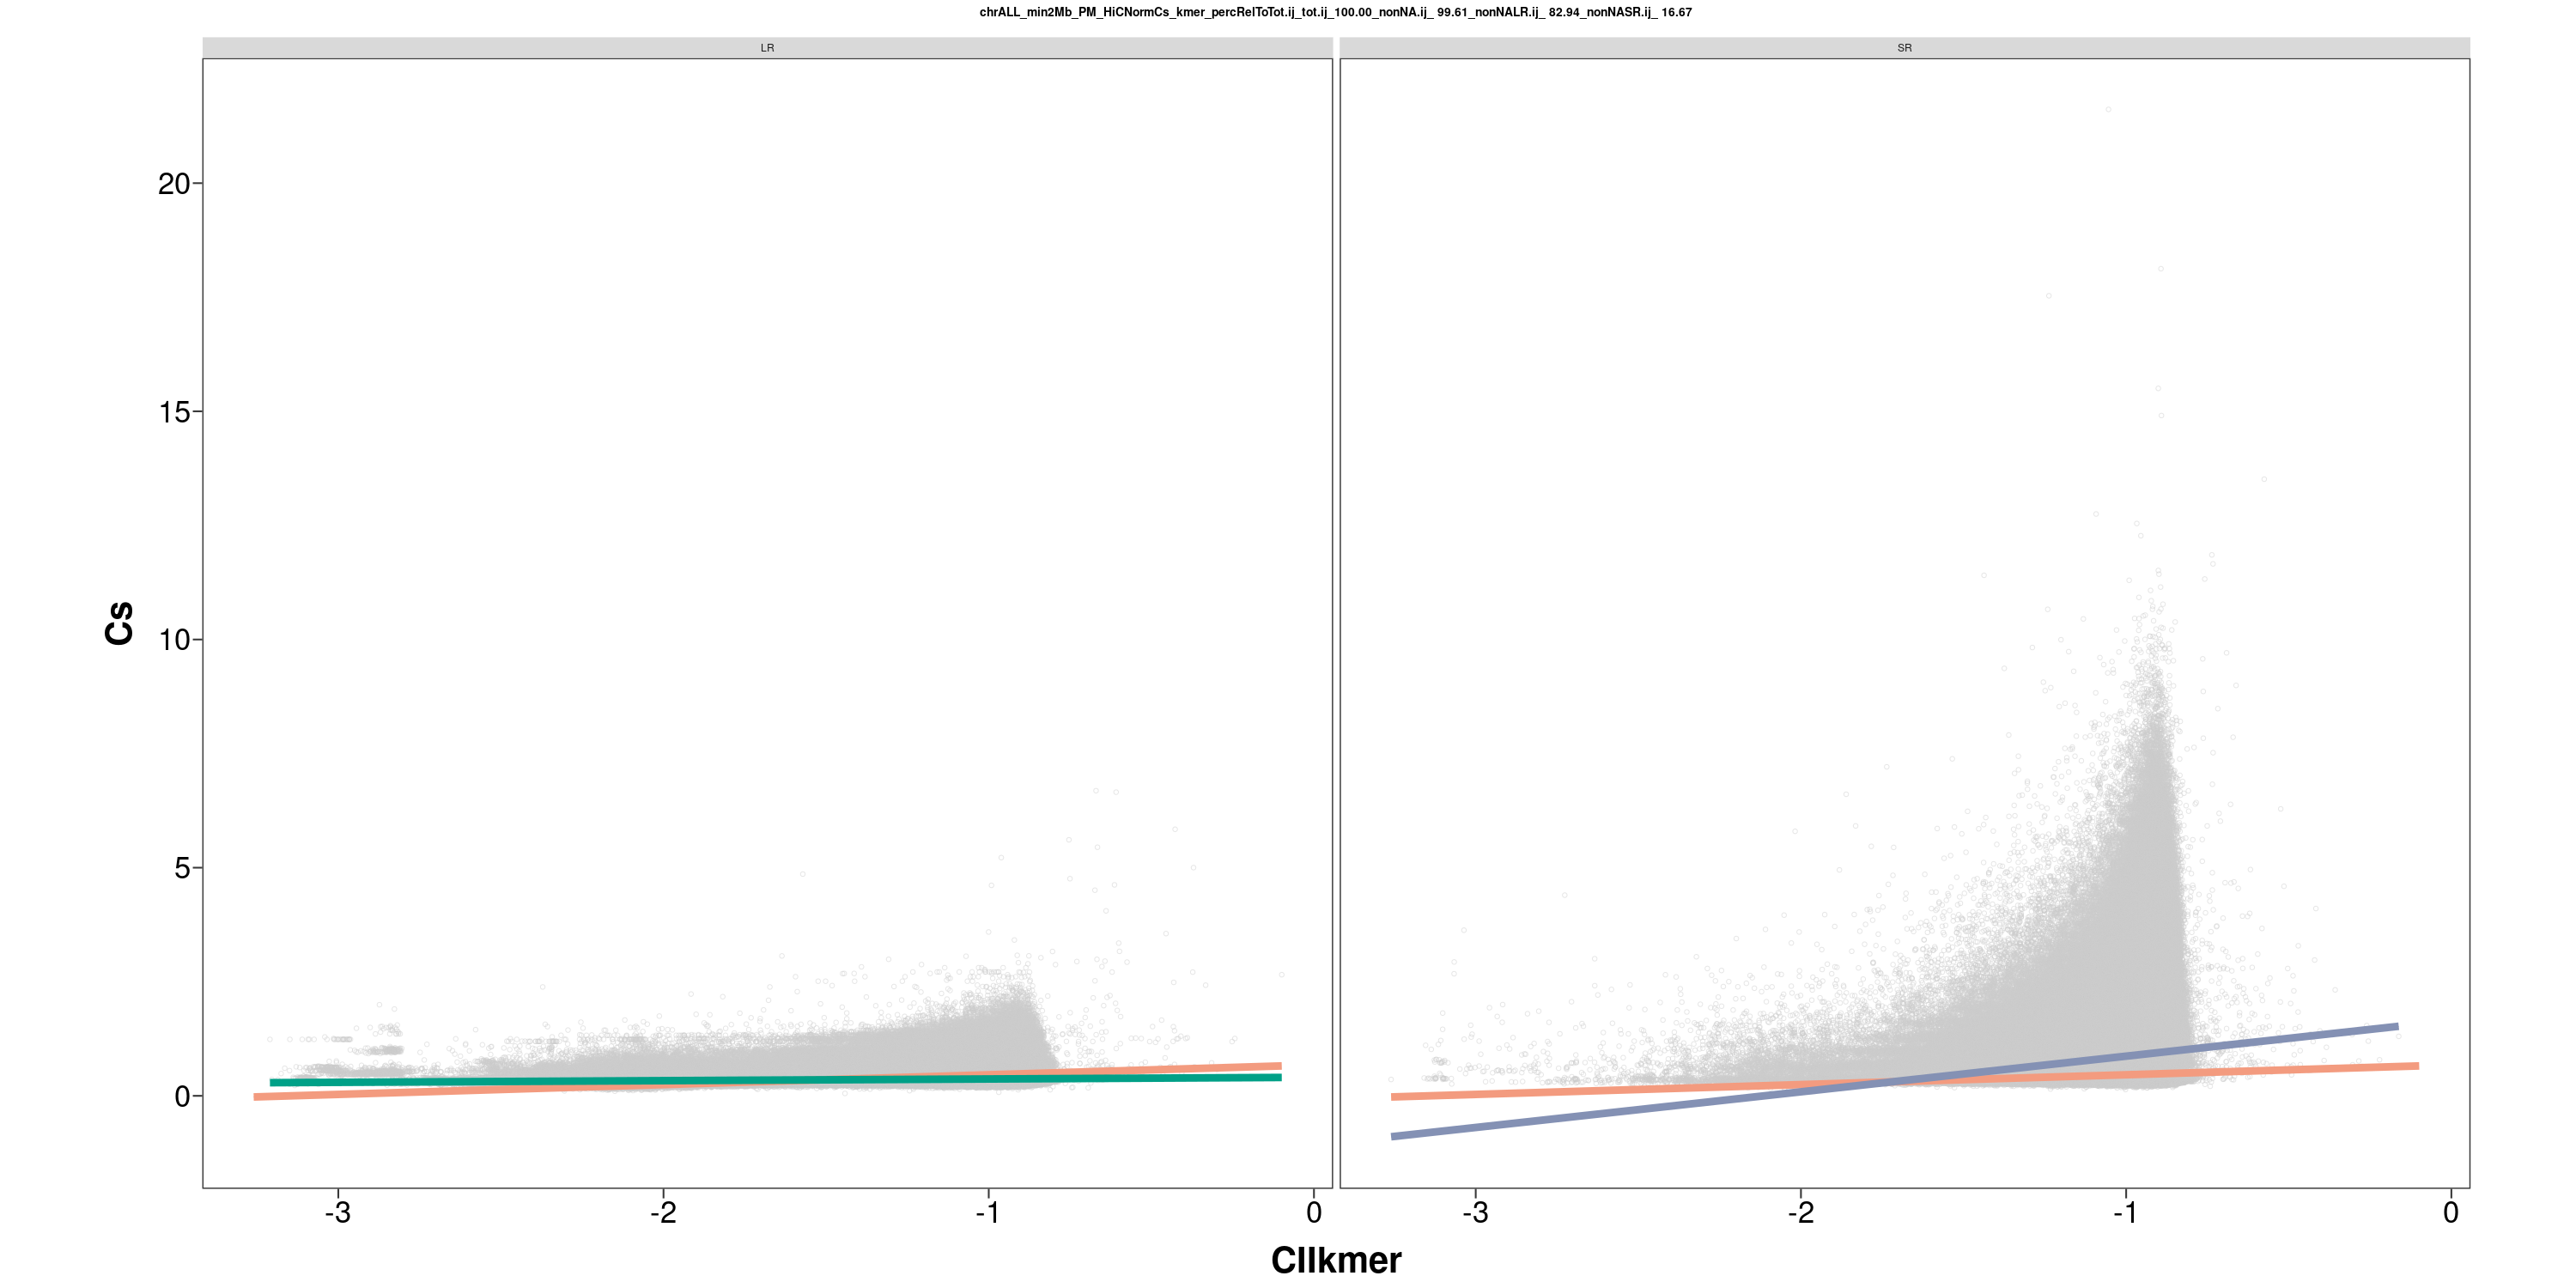 chrALL_min2Mb_PM_HiCNormCs_kmer_percRelToTot.ij_tot.ij_100.00_nonNA.ij_ 99.61_nonNALR.ij_ 82.94_nonNASR.ij_ 16.67
LR SR
20
15
10
5
0
Cs
-3 -2 -1 0 -3 -2 -1 0
CIIkmer